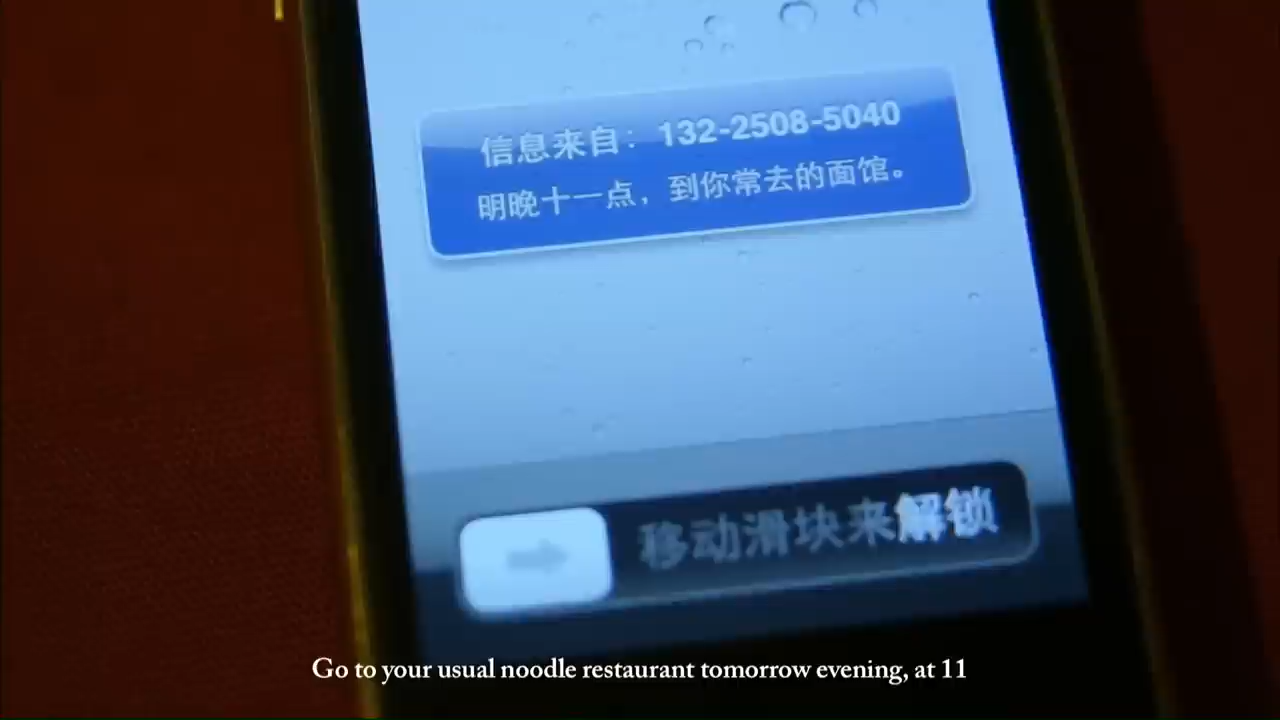 信息来自：132-2508-5040
明晚十一点，到你常去的面馆。
移动滑块来解锁
Go to your usual noodle restaurant tomorrow evening, at 11